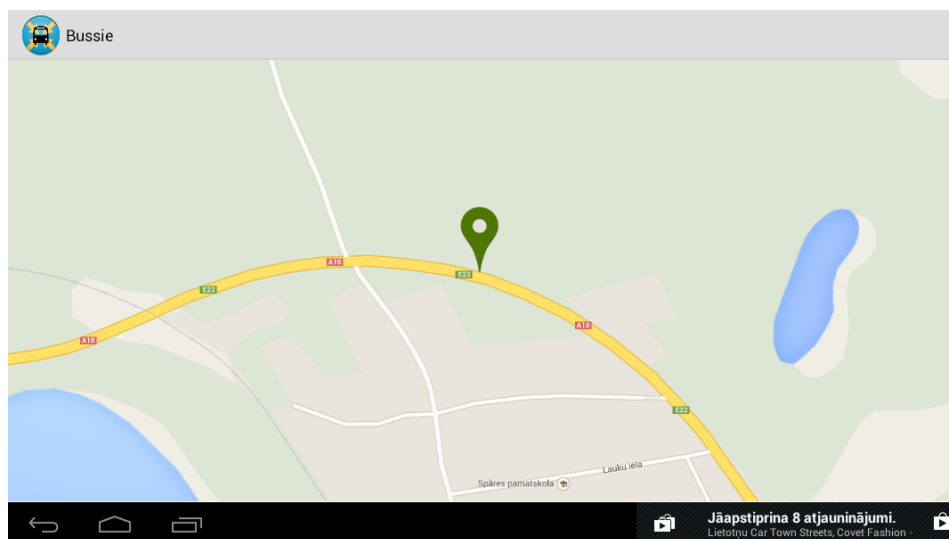 Bussie
A10
E22
E22
A10
A10
E22
Lauku iela
Spāres pamatskola
Jāapstiprina 8 atjauninājumi.
Lietotņu Car Town Streets, Covet Fashion -